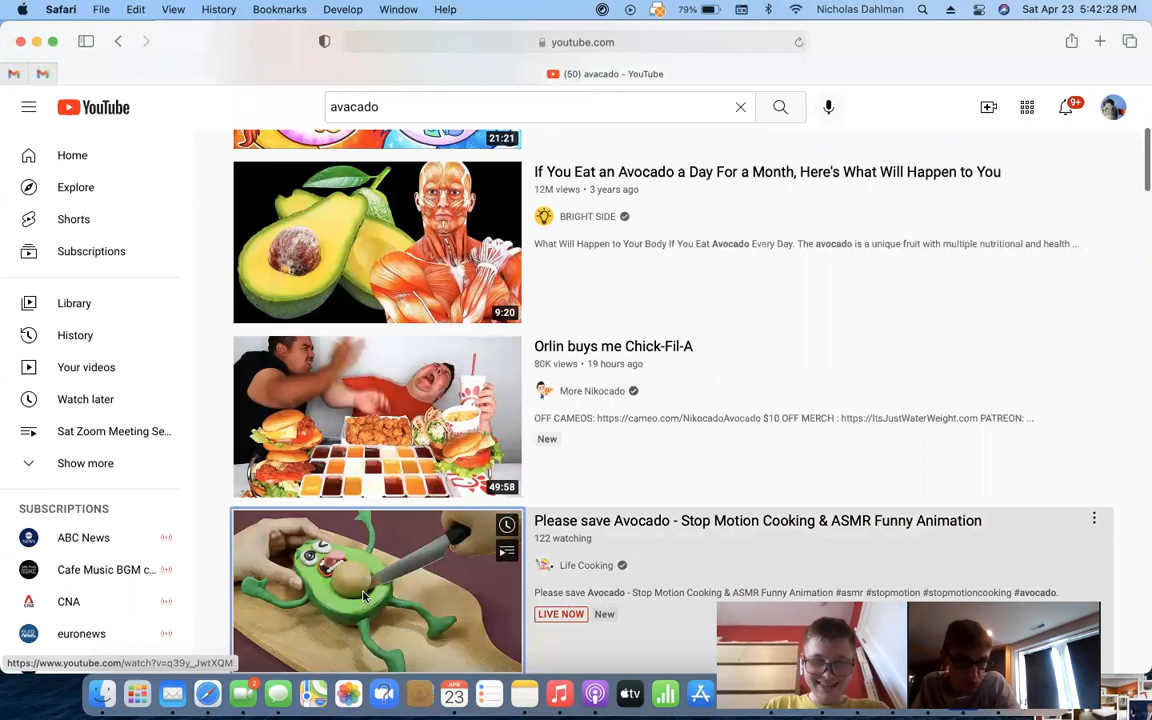 Safari File Edit View History Bookmarks Develop Window Help 79% Nicholas Dahlman Sat Apr 23 5:42:28 PM
youtube.com
(50) avacado - YouTube
YouTube
avacado
9+
Home
Explore
Shorts
Subscriptions
Library
History
Your videos
Watch later
Sat Zoom Meeting Se...
Show more
SUBSCRIPTIONS
ABC News
Cafe Music BGM c...
CNA
euronews
21:21
If You Eat an Avocado a Day For a Month, Here's What Will Happen to You
12M views • 3 years ago
BRIGHT SIDE
What Will Happen to Your Body If You Eat Avocado Every Day. The avocado is a unique fruit with multiple nutritional and health ...
9:20
Orlin buys me Chick-Fil-A
80K views • 19 hours ago
More Nikocado
OFF CAMEOS: https://cameo.com/NikocadoAvocado $10 OFF MERCH : https://ItsJustWaterWeight.com PATREON: ...
New
49:58
Please save Avocado - Stop Motion Cooking & ASMR Funny Animation
122 watching
Life Cooking
Please save Avocado - Stop Motion Cooking & ASMR Funny Animation #asmr #stopmotion #stopmotioncooking #avocado.
LIVE NOW New
https://www.youtube.com/watch?v=q39y_JwtXQM
2
APR
23
tv